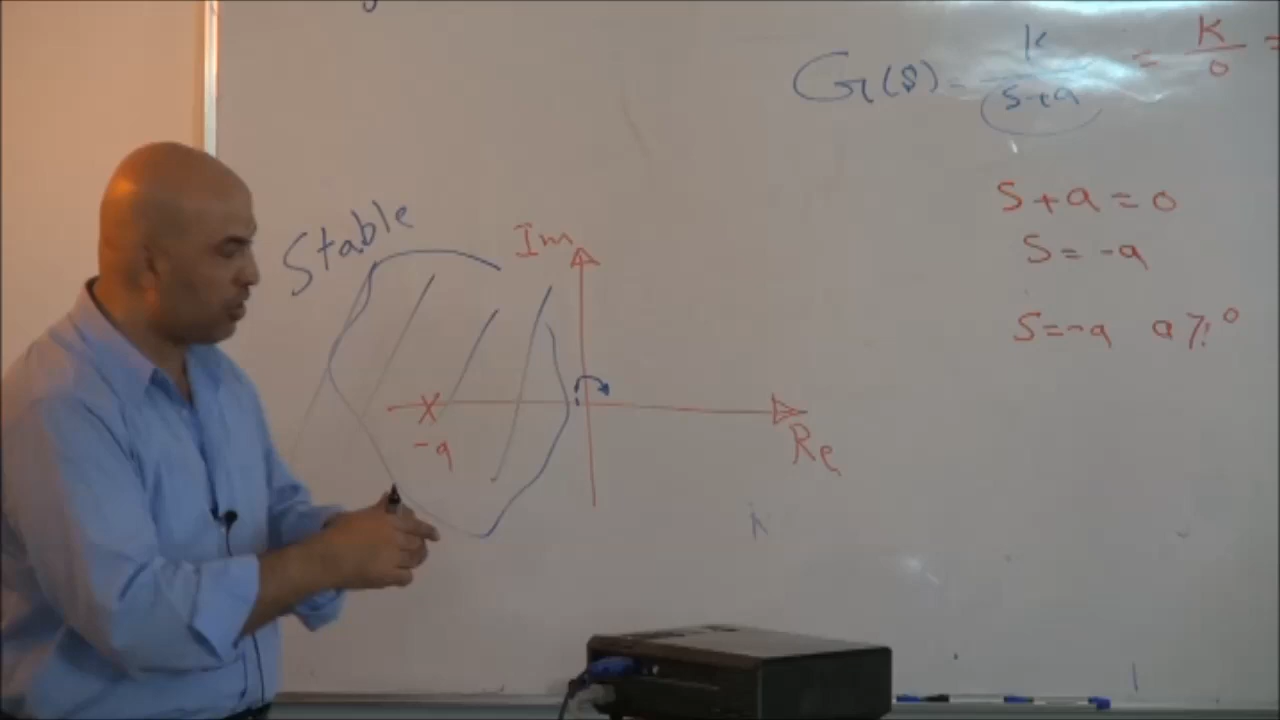 G(s) = K/(s+a) = K/0 =
S+a=0
S=-a
S=-a a>0
Stable
Im
-a
Re